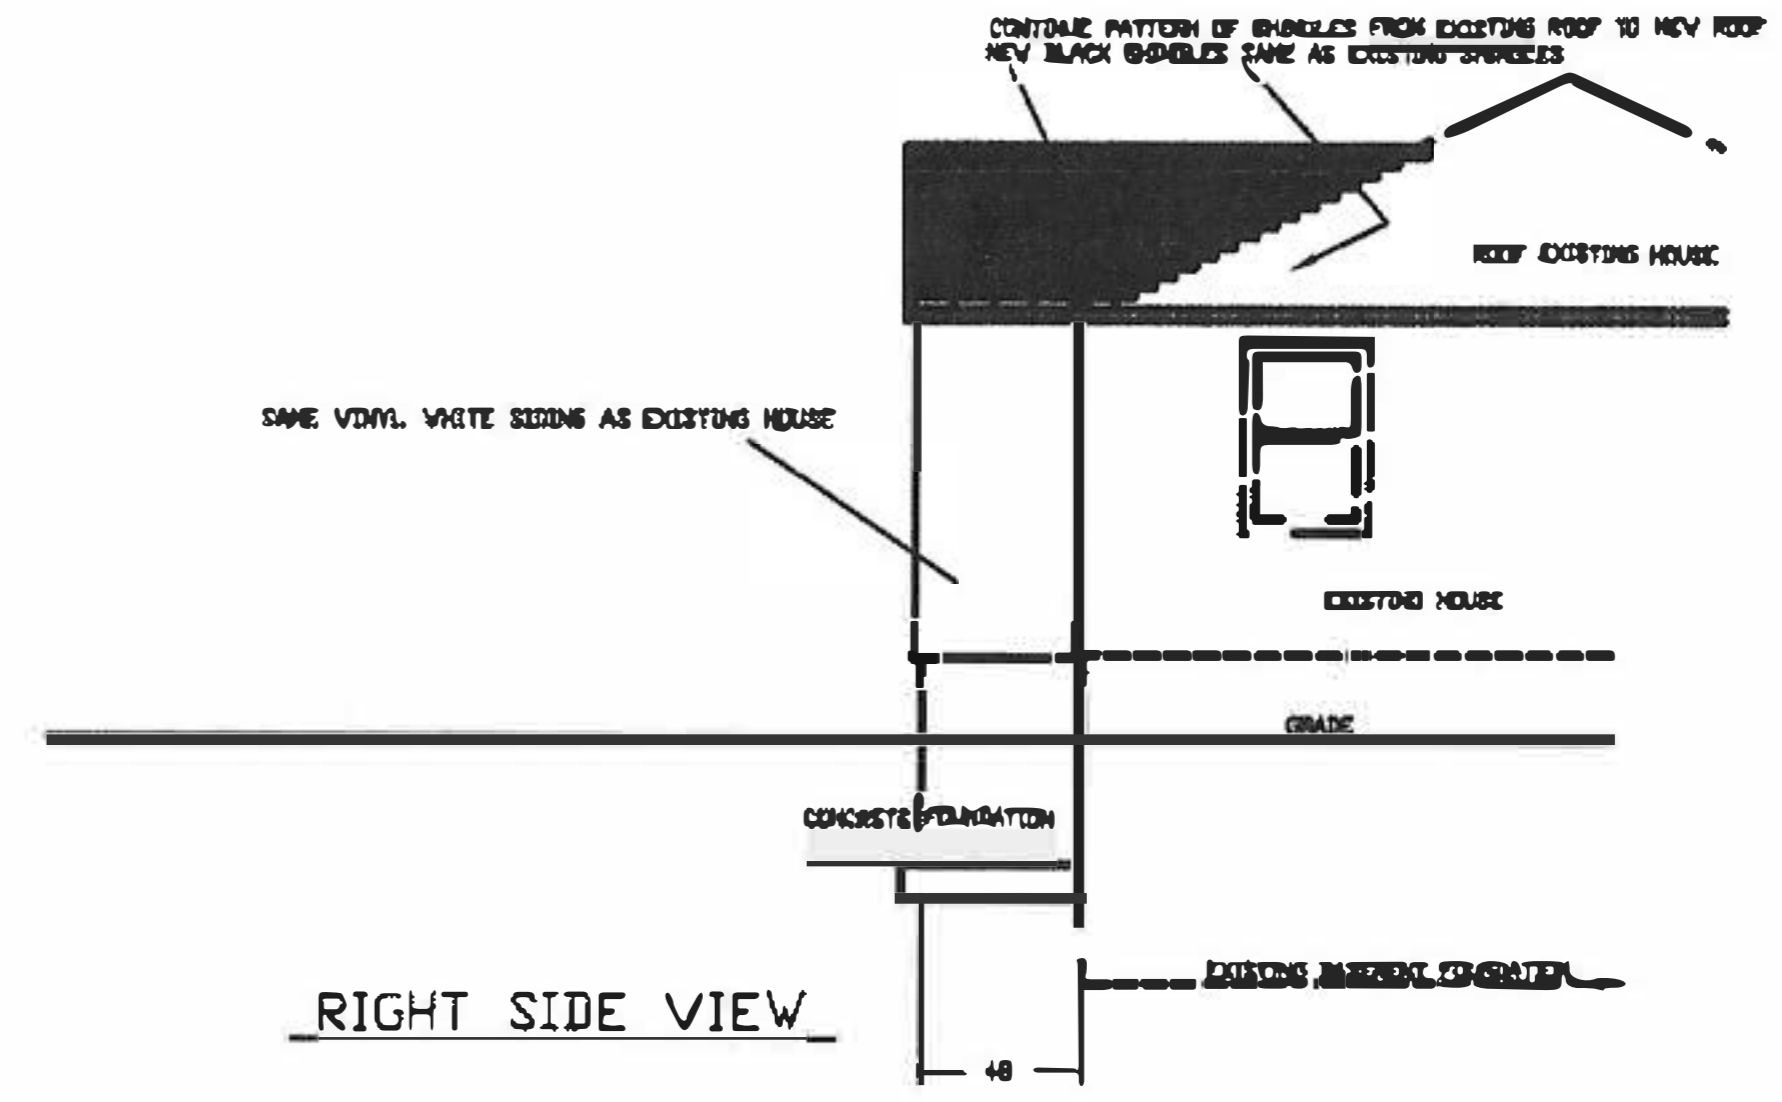 CONTINUE PATTERN OF SHINGLES FROM EXISTING ROOF TO NEW ROOF
NEW BLACK SHINGLES SAME AS EXISTING SHINGLES
ROOF EXISTING HOUSE
SAME VINYL WHITE SIDING AS EXISTING HOUSE
EXISTING HOUSE
GRADE
CONCRETE FOUNDATION
EXISTING BASEMENT FOUNDATION
RIGHT SIDE VIEW
48